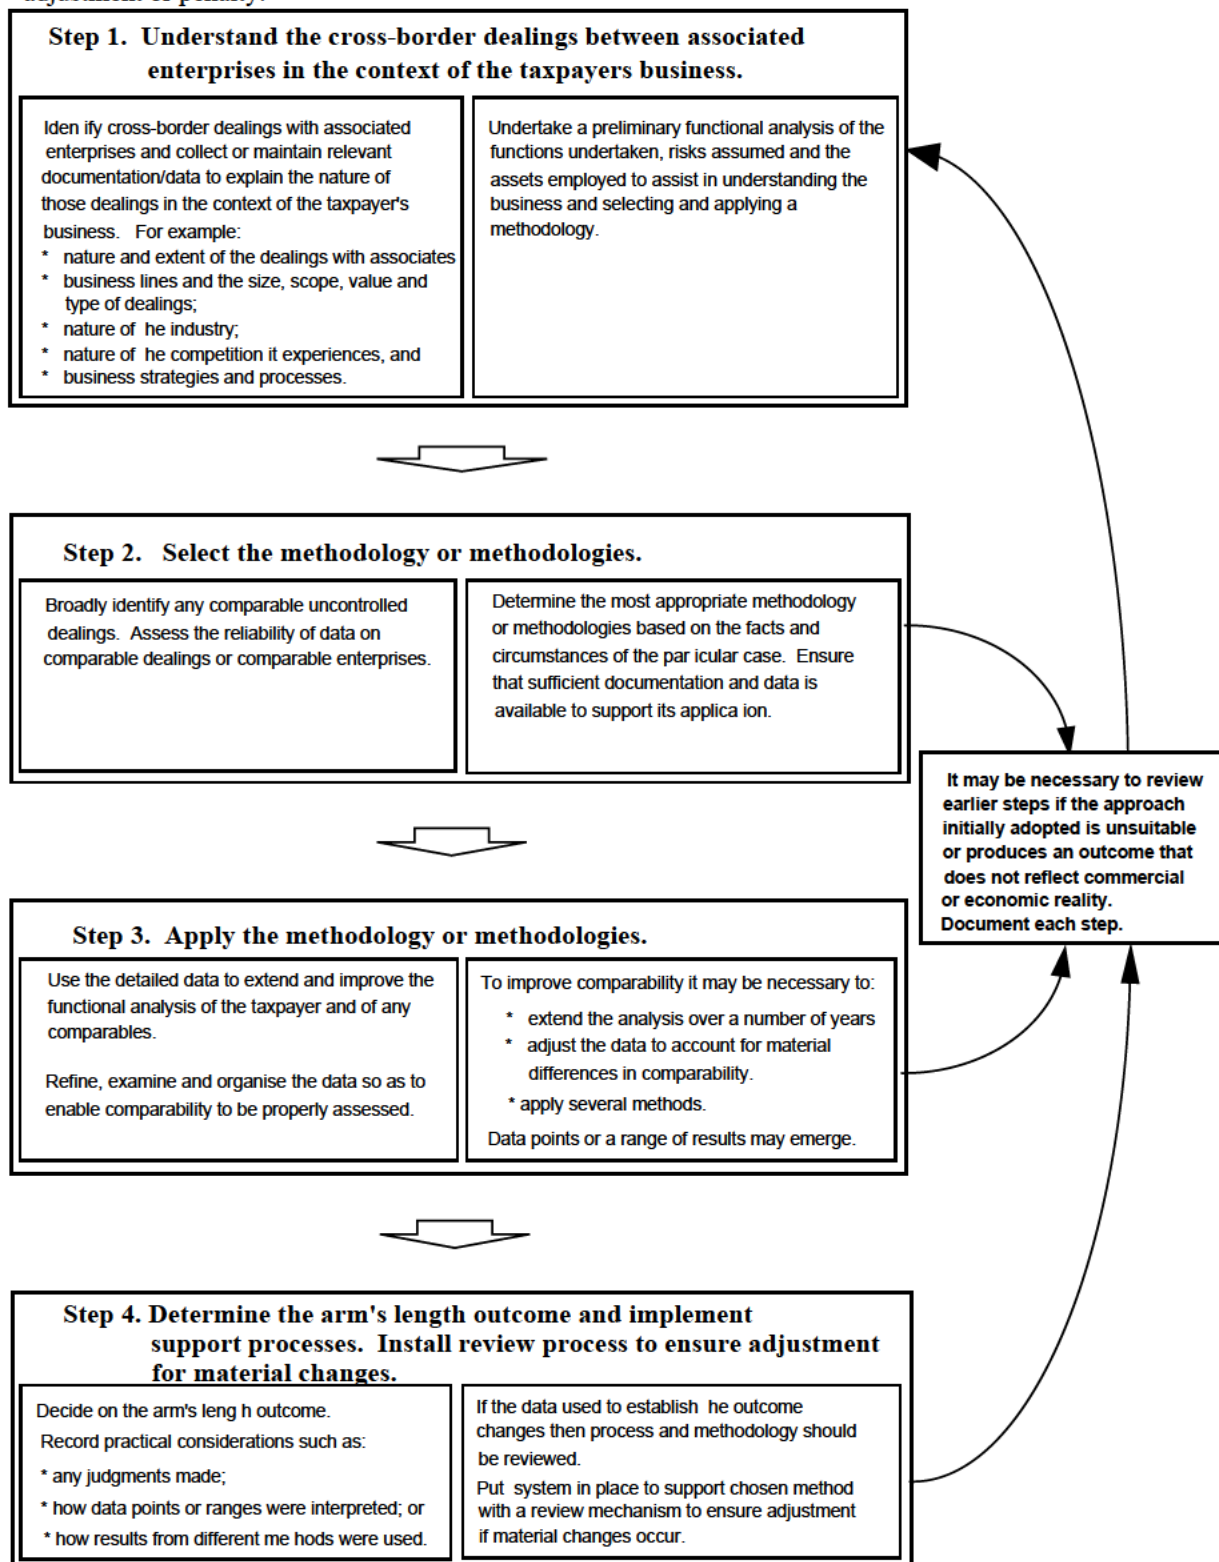 adjustment or penalty.
Step 1. Understand the cross-border dealings between associated
enterprises in the context of the taxpayers business.
Iden ify cross-border dealings with associated
enterprises and collect or maintain relevant
documentation/data to explain the nature of
those dealings in the context of the taxpayer's
business. For example:
* nature and extent of the dealings with associates
* business lines and the size, scope, value and
type of dealings;
* nature of he industry;
* nature of he competition it experiences, and
* business strategies and processes.
Undertake a preliminary functional analysis of the
functions undertaken, risks assumed and the
assets employed to assist in understanding the
business and selecting and applying a
methodology.
Step 2. Select the methodology or methodologies.
Broadly identify any comparable uncontrolled
dealings. Assess the reliability of data on
comparable dealings or comparable enterprises.
Determine the most appropriate methodology
or methodologies based on the facts and
circumstances of the par icular case. Ensure
that sufficient documentation and data is
available to support its applica ion.
It may be necessary to review
earlier steps if the approach
initially adopted is unsuitable
or produces an outcome that
does not reflect commercial
or economic reality.
Document each step.
Step 3. Apply the methodology or methodologies.
Use the detailed data to extend and improve the
functional analysis of the taxpayer and of any
comparables.
Refine, examine and organise the data so as to
enable comparability to be properly assessed.
To improve comparability it may be necessary to:
* extend the analysis over a number of years
* adjust the data to account for material
differences in comparability.
* apply several methods.
Data points or a range of results may emerge.
Step 4. Determine the arm's length outcome and implement
support processes. Install review process to ensure adjustment
for material changes.
Decide on the arm's leng h outcome.
Record practical considerations such as:
* any judgments made;
* how data points or ranges were interpreted; or
* how results from different me hods were used.
If the data used to establish he outcome
changes then process and methodology should
be reviewed.
Put system in place to support chosen method
with a review mechanism to ensure adjustment
if material changes occur.